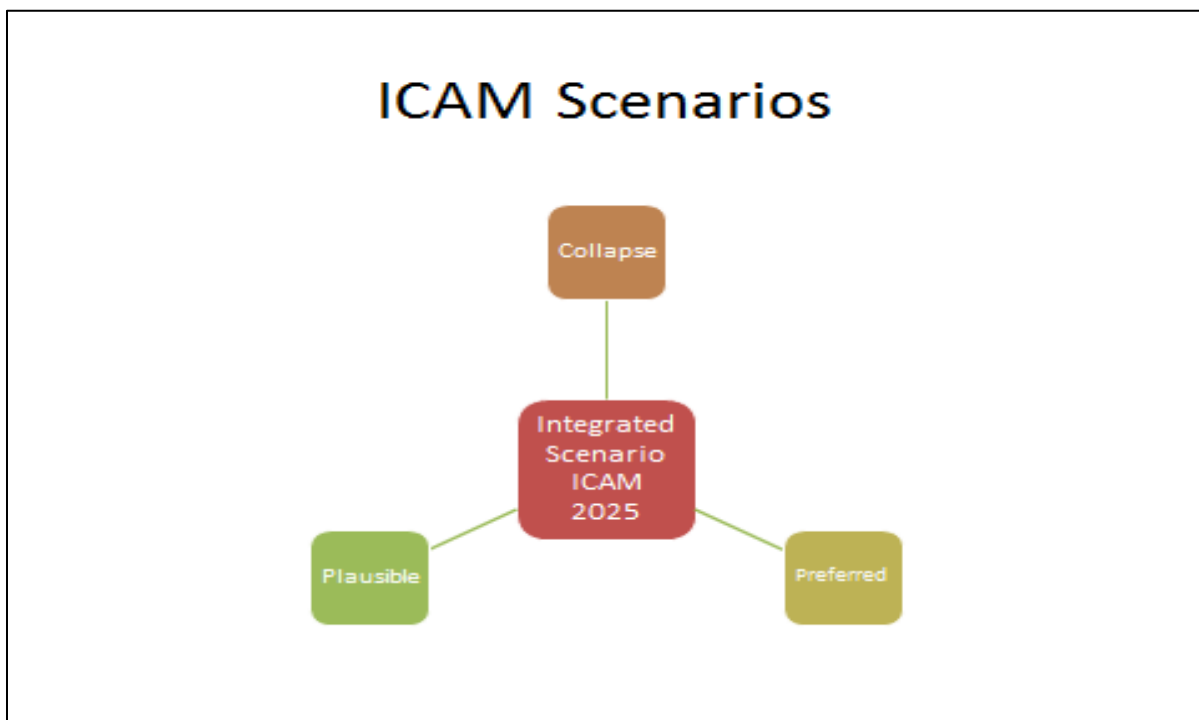 ICAM Scenarios
Collapse
Integrated
Scenario
ICAM
2025
Plausible
Preferred